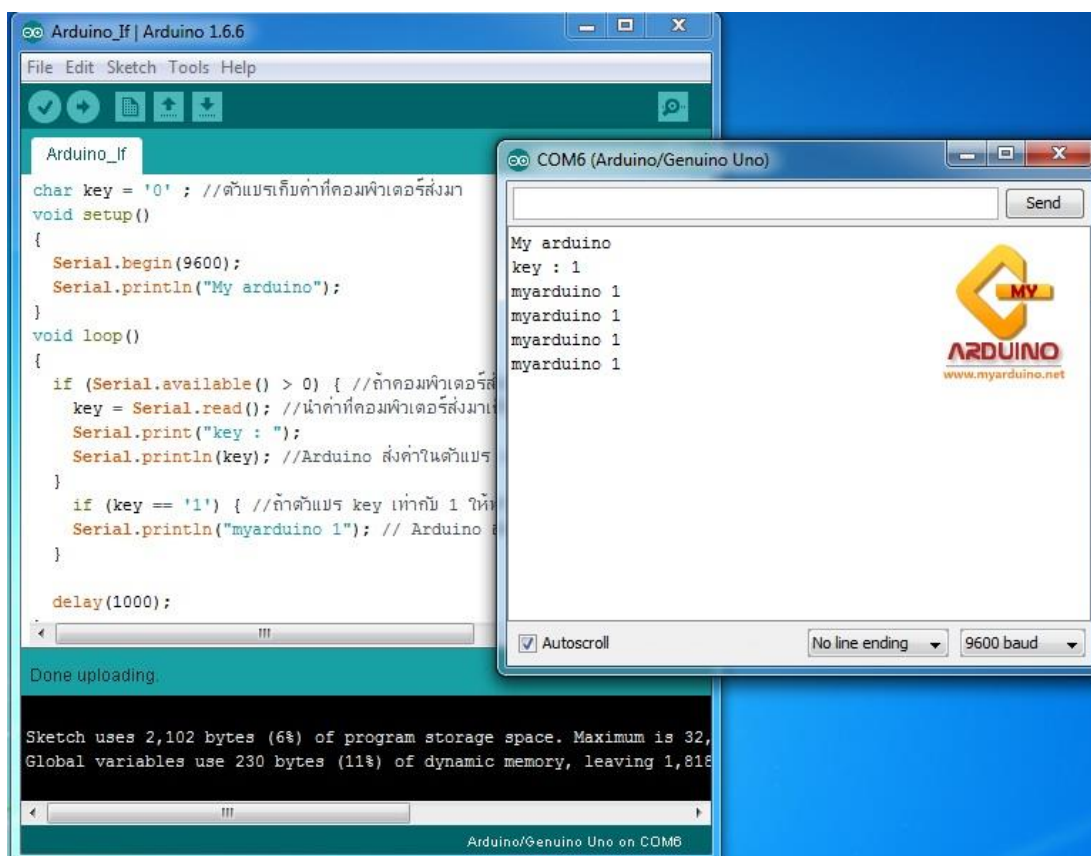 Arduino_If | Arduino 1.6.6
File Edit Sketch Tools Help
Arduino_If
char key = '0' ; //ตัวแปรเก็บค่าที่คอมพิวเตอร์ส่งมา
void setup()
{
Serial.begin(9600);
Serial.println("My arduino");
}
void loop()
{
if (Serial.available() > 0) { //ถ้าคอมพิวเตอร์
key = Serial.read(); //นำค่าที่คอมพิวเตอร์ส่งมา
Serial.print("key : ");
Serial.println(key); //Arduino ส่งค่าในตัวแปร
}
if (key == '1') { //ถ้าตัวแปร key เท่ากับ 1
Serial.println("myarduino 1"); // Arduino
}
delay(1000);
Done uploading.
Sketch uses 2,102 bytes (6%) of program storage space. Maximum is 32,
Global variables use 230 bytes (11%) of dynamic memory, leaving 1,818
Arduino/Genuino Uno on COM6
COM6 (Arduino/Genuino Uno)
Send
My arduino
key : 1
myarduino 1
myarduino 1
myarduino 1
myarduino 1
MY
ARDUINO
www.myarduino.net
Autoscroll
No line ending
9600 baud